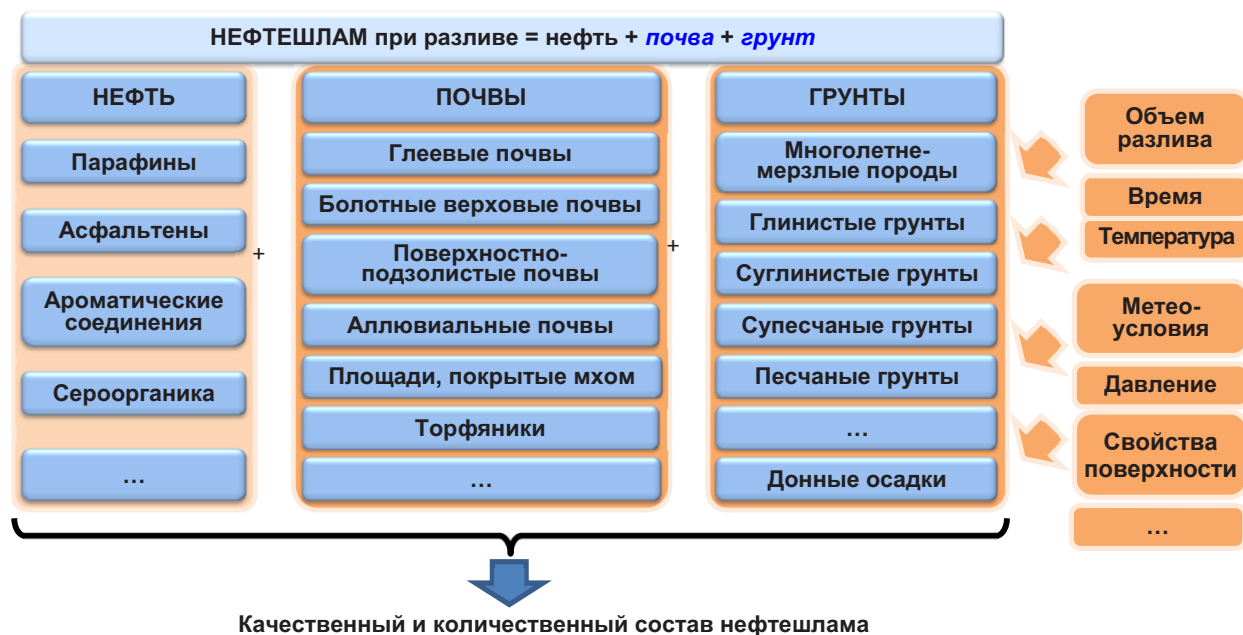 НЕФТЕШЛАМ при разливе = нефть + почва + грунт
НЕФТЬ
Парафины
Асфальтены
Ароматические
соединения
Сероорганика
…
+
ПОЧВЫ
Глеевые почвы
Болотные верховые почвы
Поверхностно-
подзолистые почвы
Аллювиальные почвы
Площади, покрытые мхом
Торфяники
…
+
ГРУНТЫ
Многолетне-
мерзлые породы
Глинистые грунты
Суглинистые грунты
Супесчаные грунты
Песчаные грунты
…
Донные осадки
Объем
разлива
Время
Температура
Метео-
условия
Давление
Свойства
поверхности
…
Качественный и количественный состав нефтешлама